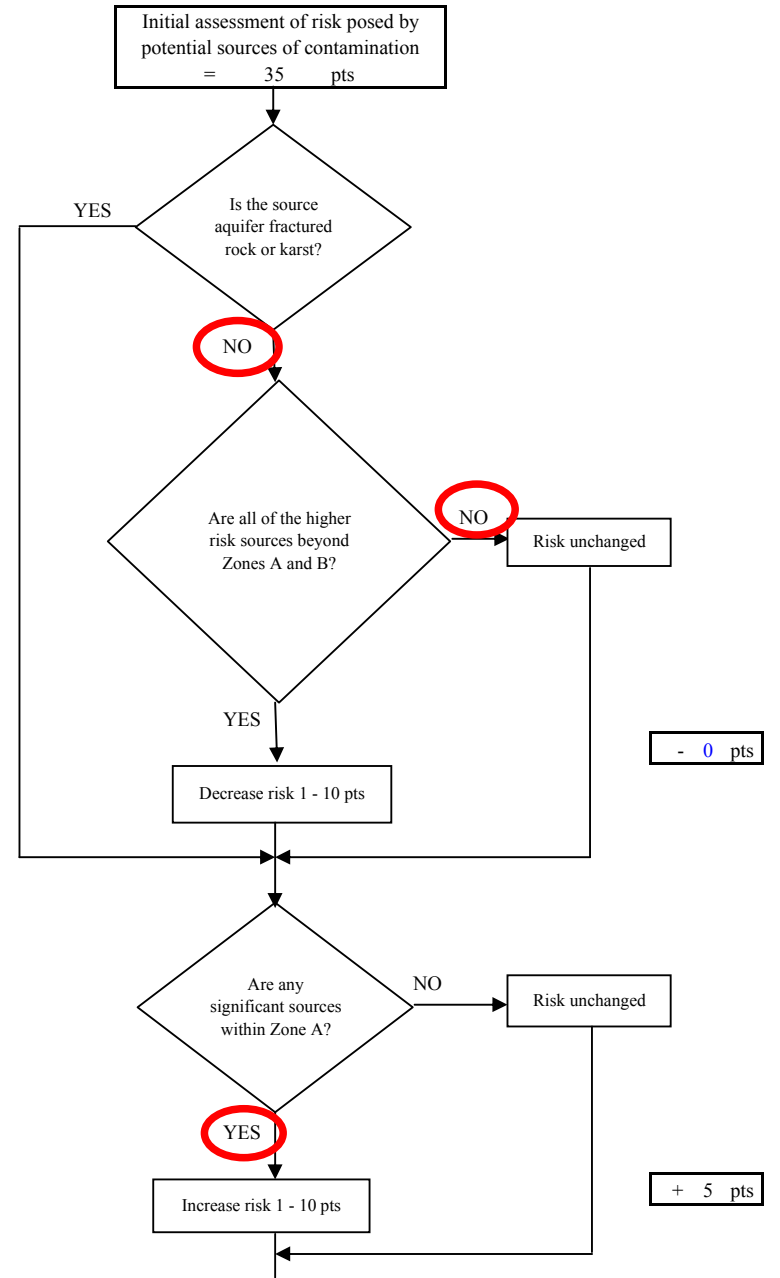 Initial assessment of risk posed by
potential sources of contamination
= 35 pts
YES
Is the source
aquifer fractured
rock or karst?
NO
Are all of the higher
risk sources beyond
Zones A and B?
NO
Risk unchanged
YES
- 0 pts
Decrease risk 1 - 10 pts
Are any
significant sources
within Zone A?
NO
Risk unchanged
YES
Increase risk 1 - 10 pts
+ 5 pts